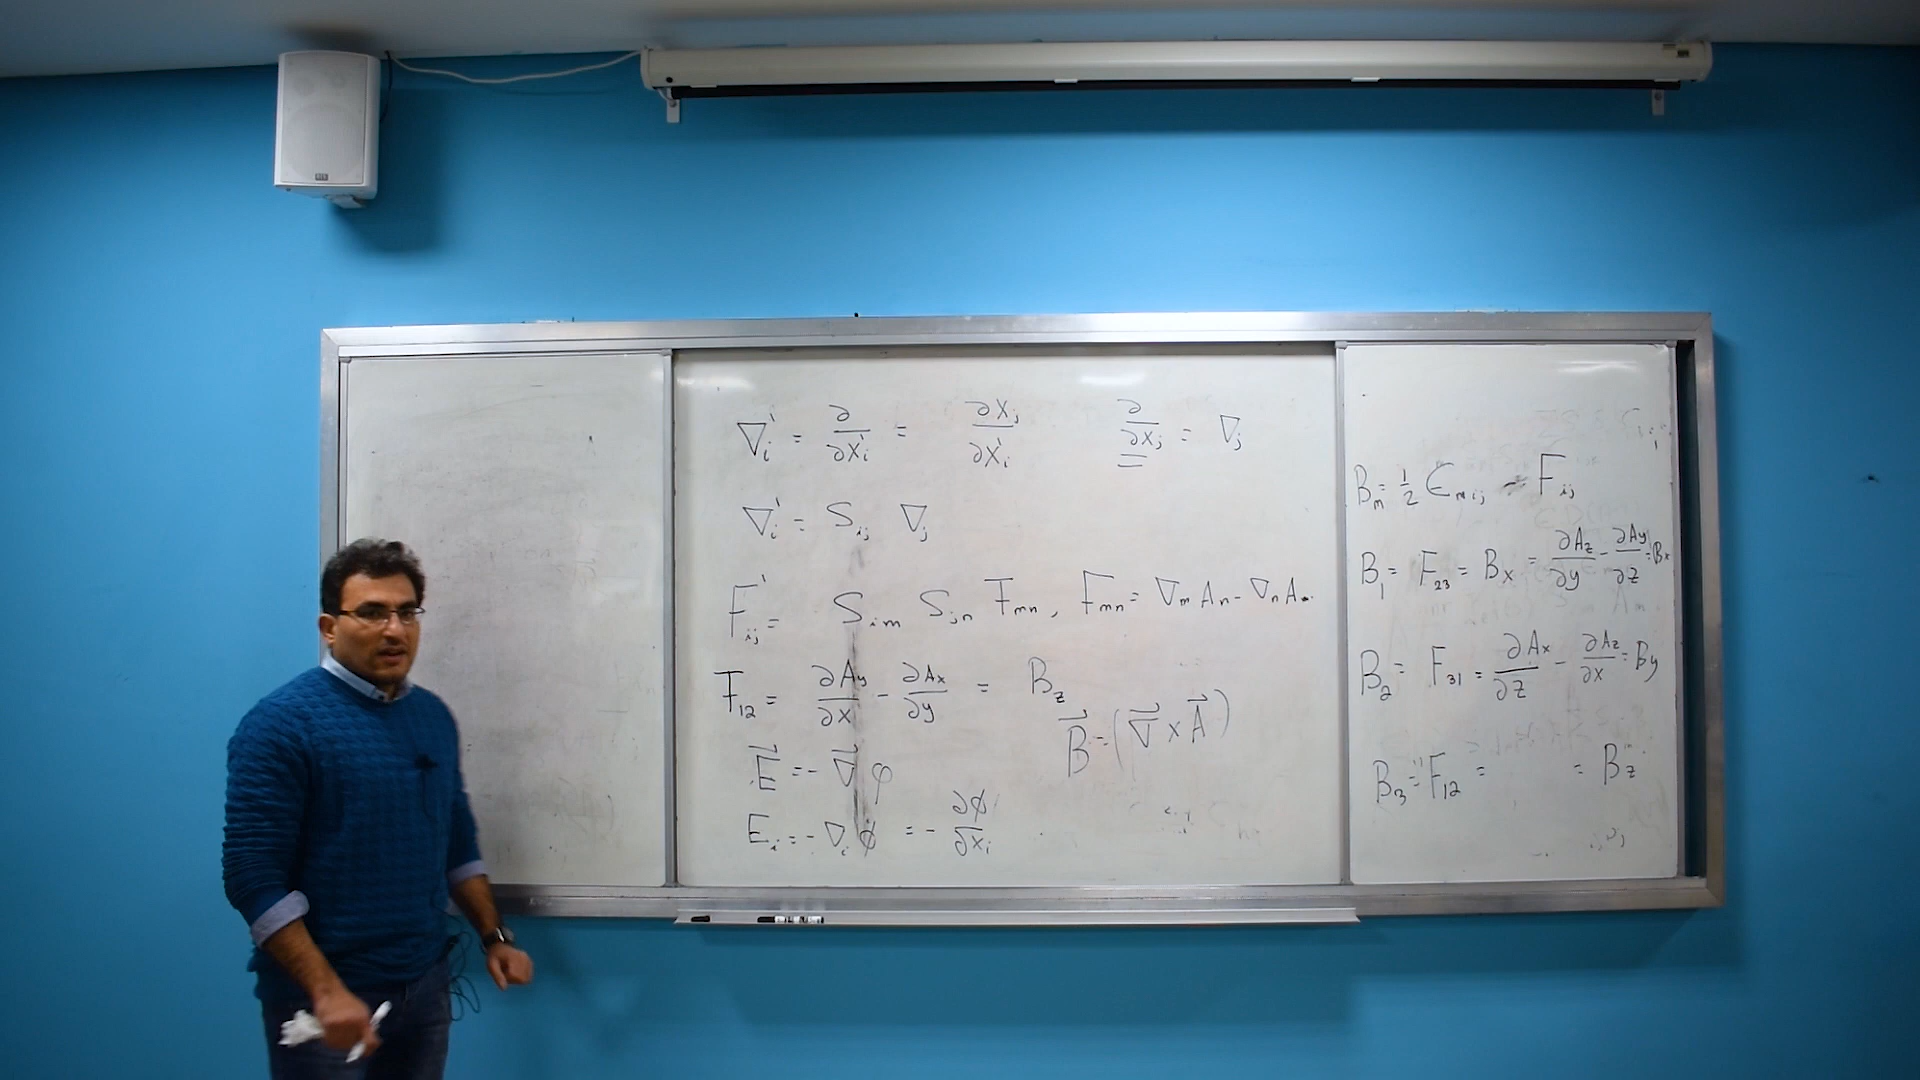 ∇'ᵢ = ∂/∂x'ᵢ = ∂xⱼ/∂x'ᵢ ∂/∂xⱼ = ∇ⱼ
∇'ᵢ = Sᵢⱼ ∇ⱼ
F'ᵢⱼ = Sᵢₘ Sⱼₙ Fₘₙ , Fₘₙ = ∇ₘ Aₙ - ∇ₙ Aₘ
F₁₂ = ∂Ay/∂x - ∂Ax/∂y = Bz
B⃗ = (∇⃗ × A⃗)
E⃗ = - ∇⃗ φ
Eᵢ = - ∇ᵢ ϕ = - ∂ϕ/∂xᵢ
Bₘ = 1/2 ϵₘᵢⱼ Fᵢⱼ
B₁ = F₂₃ = Bx = ∂Az/∂y - ∂Ay/∂z = Bx
B₂ = F₃₁ = ∂Ax/∂z - ∂Az/∂x = By
B₃ = F₁₂ = = Bz